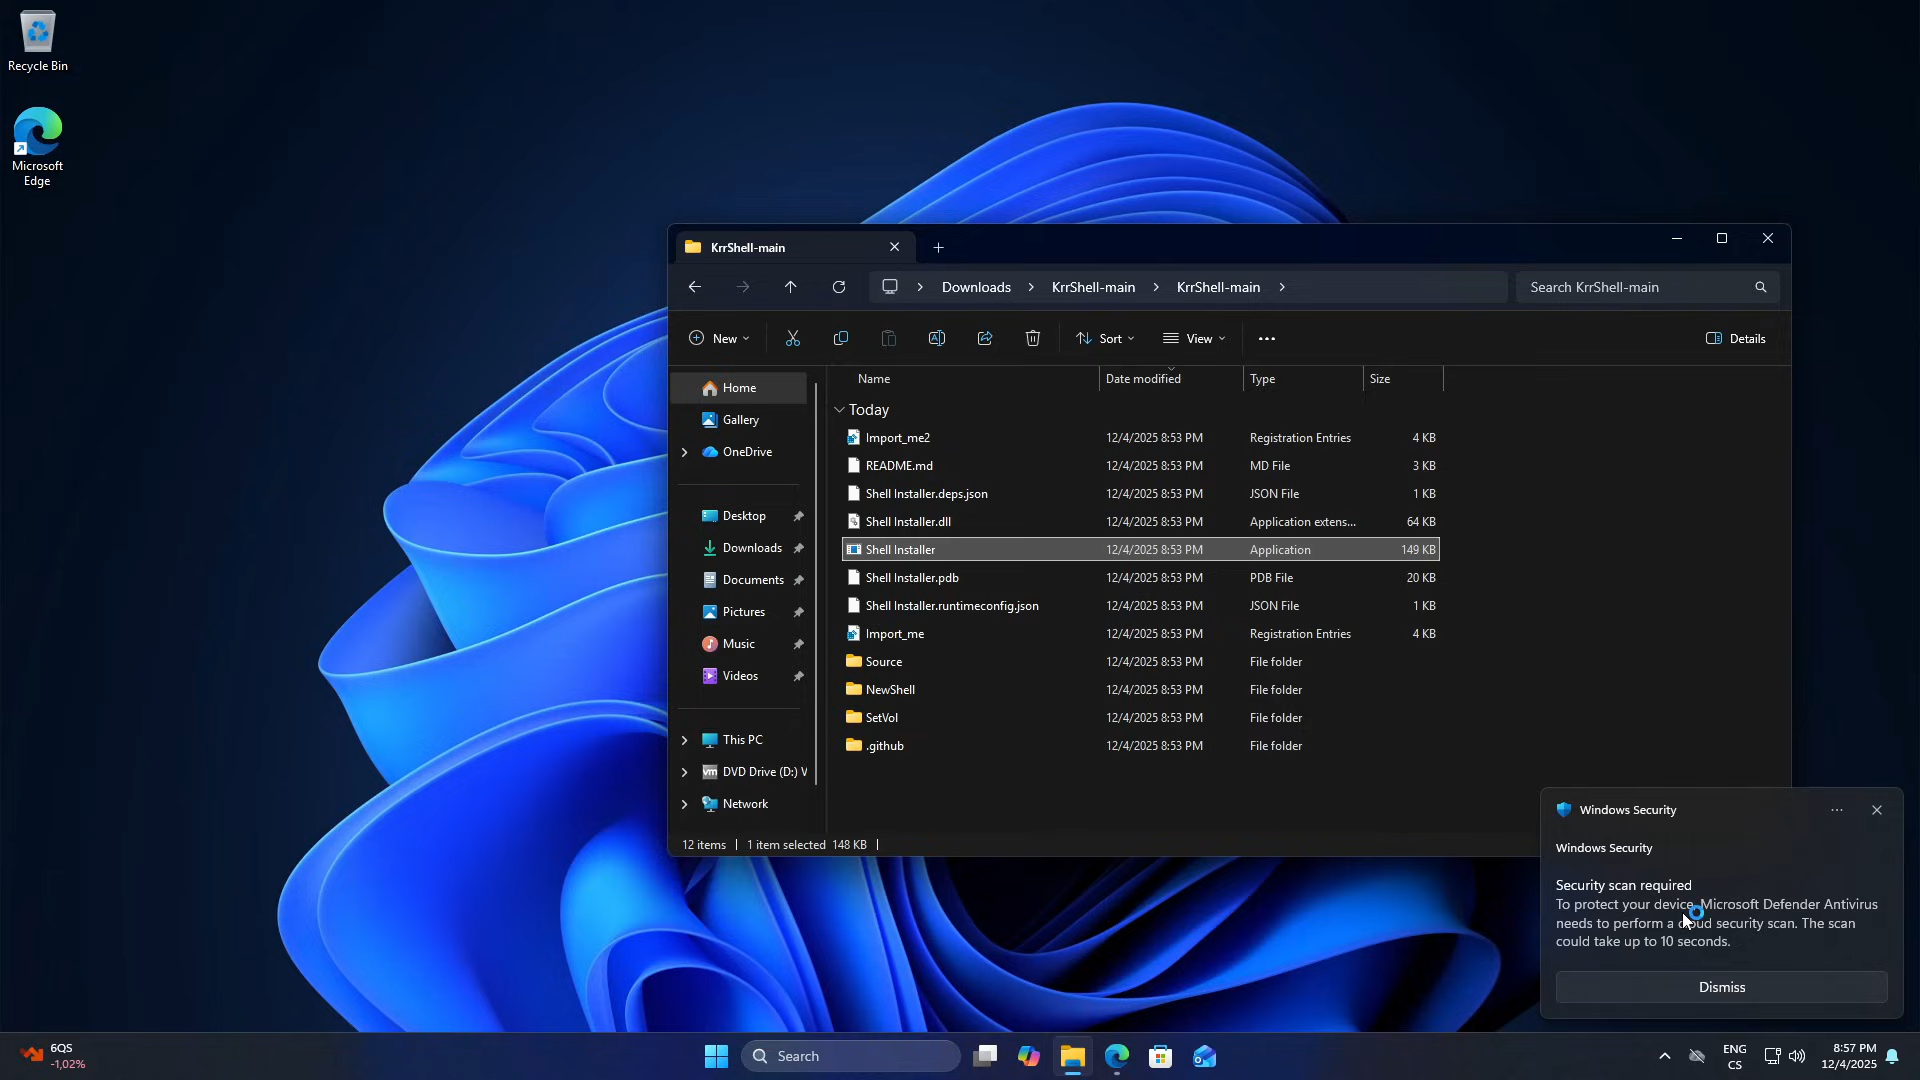 Recycle Bin
Microsoft
Edge
KrrShell-main
Downloads
KrrShell-main
KrrShell-main
Search KrrShell-main
New
Sort
View
Details
Home
Gallery
OneDrive
Desktop
Downloads
Documents
Pictures
Music
Videos
This PC
DVD Drive (D:) V
Network
Name Date modified Type Size
Today
Import_me2 12/4/2025 8:53 PM Registration Entries 4 KB
README.md 12/4/2025 8:53 PM MD File 3 KB
Shell Installer.deps.json 12/4/2025 8:53 PM JSON File 1 KB
Shell Installer.dll 12/4/2025 8:53 PM Application extens... 64 KB
Shell Installer 12/4/2025 8:53 PM Application 149 KB
Shell Installer.pdb 12/4/2025 8:53 PM PDB File 20 KB
Shell Installer.runtimeconfig.json 12/4/2025 8:53 PM JSON File 1 KB
Import_me 12/4/2025 8:53 PM Registration Entries 4 KB
Source 12/4/2025 8:53 PM File folder
NewShell 12/4/2025 8:53 PM File folder
SetVol 12/4/2025 8:53 PM File folder
.github 12/4/2025 8:53 PM File folder
12 items 1 item selected 148 KB
Windows Security
Windows Security
Security scan required
To protect your device, Microsoft Defender Antivirus
needs to perform a cloud security scan. The scan
could take up to 10 seconds.
Dismiss
6QS
-1,02%
Search
ENG
CS
8:57 PM
12/4/2025